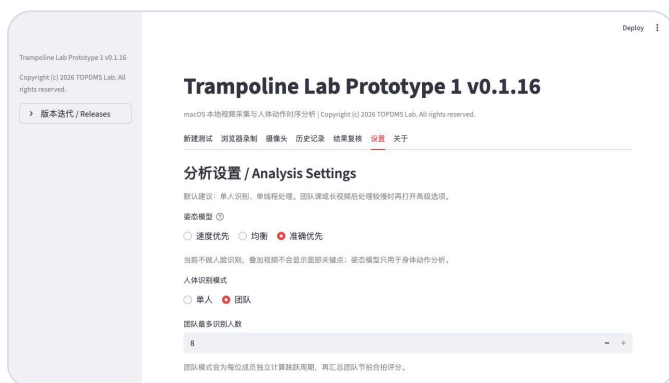 Deploy
Trampoline Lab Prototype 1 v0.1.16
Copyright (c) 2026 TOPDMS Lab. All
rights reserved.
版本迭代 / Releases
Trampoline Lab Prototype 1 v0.1.16
macOS 本地视频采集与人体动作时序分析 | Copyright (c) 2026 TOPDMS Lab. All rights reserved.
新建测试 浏览器录制 摄像头 历史记录 结果复核 设置 关于
分析设置 / Analysis Settings
默认建议：单人识别、单线程处理。团队课或长视频后处理较慢时再打开高级选项。
姿态模型
速度优先 均衡 准确优先
当前不做人脸识别，叠加视频不会显示面部关键点；姿态模型只用于身体动作分析。
人体识别模式
单人 团队
团队最多识别人数
8
团队模式会为每位成员独立计算跳跃周期，再汇总团队节拍合拍评分。